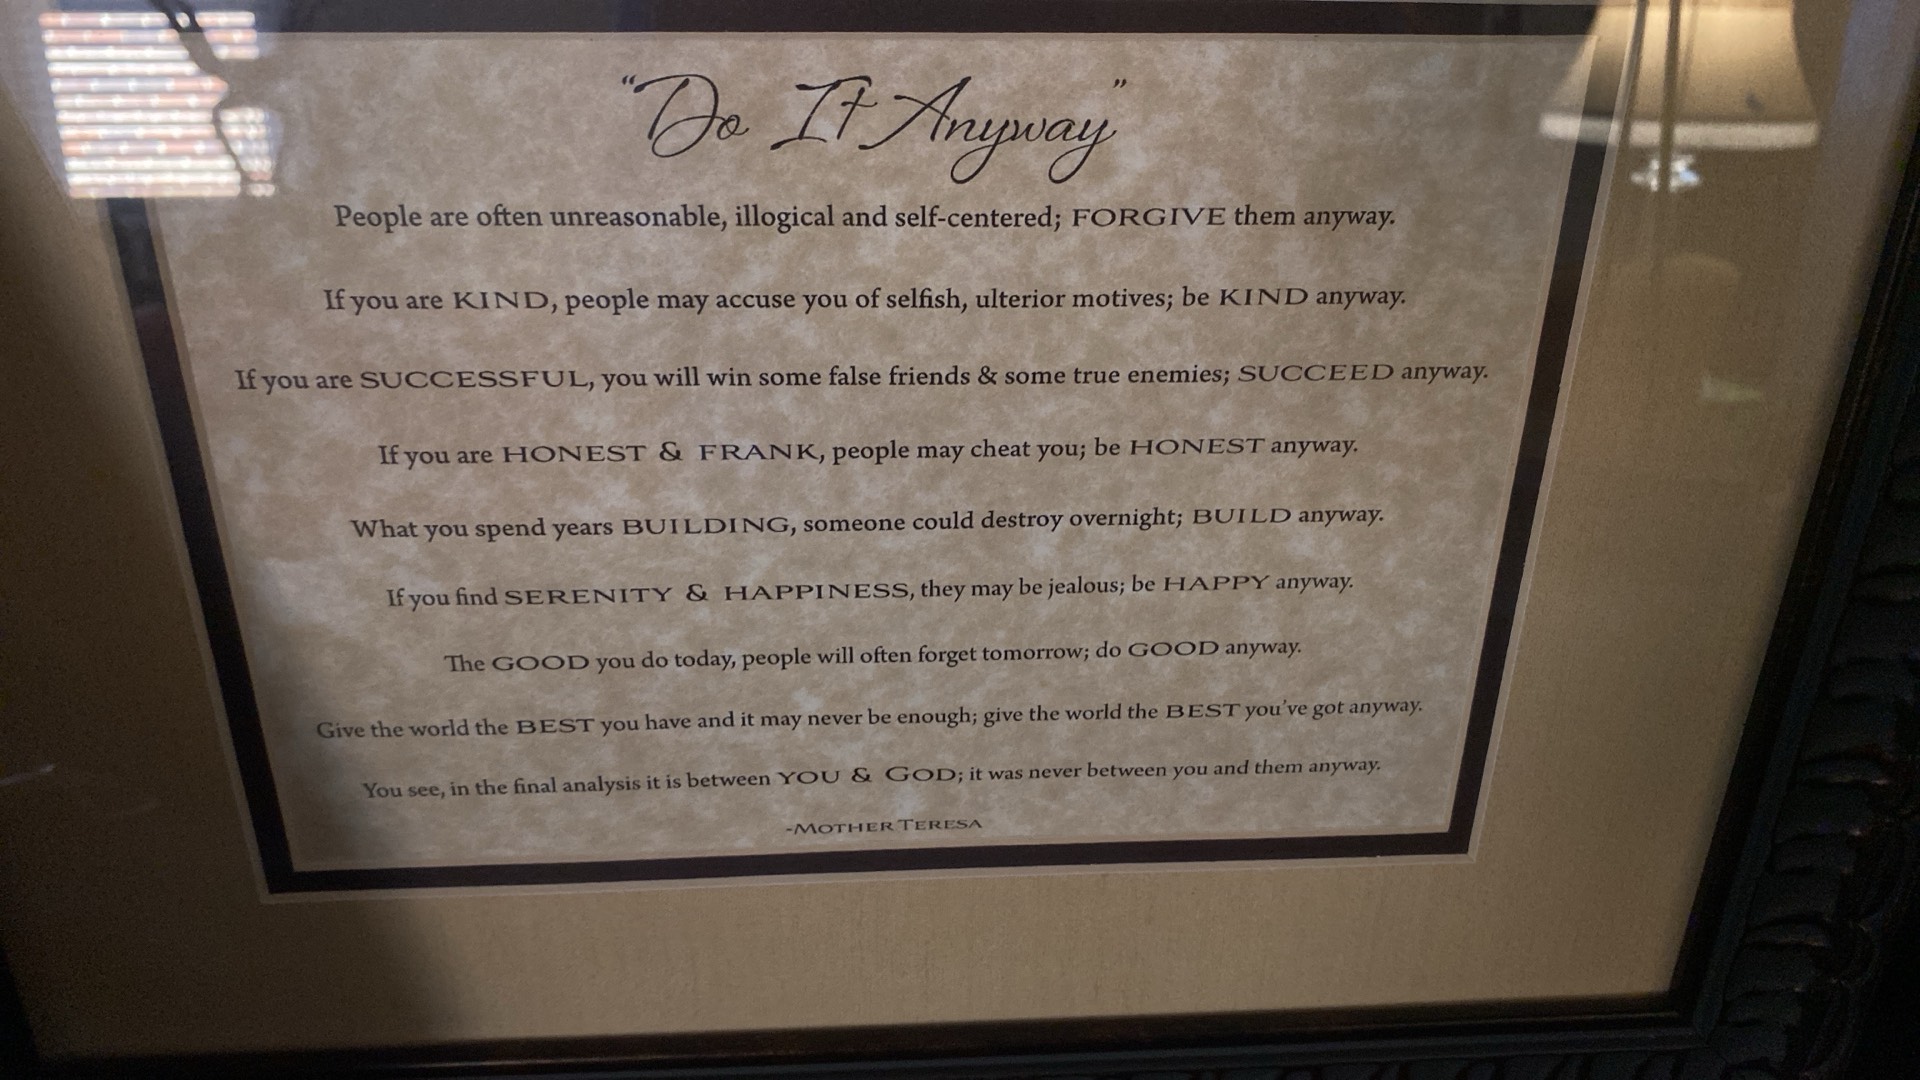 "Do It Anyway"
People are often unreasonable, illogical and self-centered; FORGIVE them anyway.
If you are KIND, people may accuse you of selfish, ulterior motives; be KIND anyway.
If you are SUCCESSFUL, you will win some false friends & some true enemies; SUCCEED anyway.
If you are HONEST & FRANK, people may cheat you; be HONEST anyway.
What you spend years BUILDING, someone could destroy overnight; BUILD anyway.
If you find SERENITY & HAPPINESS, they may be jealous; be HAPPY anyway.
The GOOD you do today, people will often forget tomorrow; do GOOD anyway.
Give the world the BEST you have and it may never be enough; give the world the BEST you've got anyway.
You see, in the final analysis it is between YOU & GOD; it was never between you and them anyway.
-MOTHER TERESA